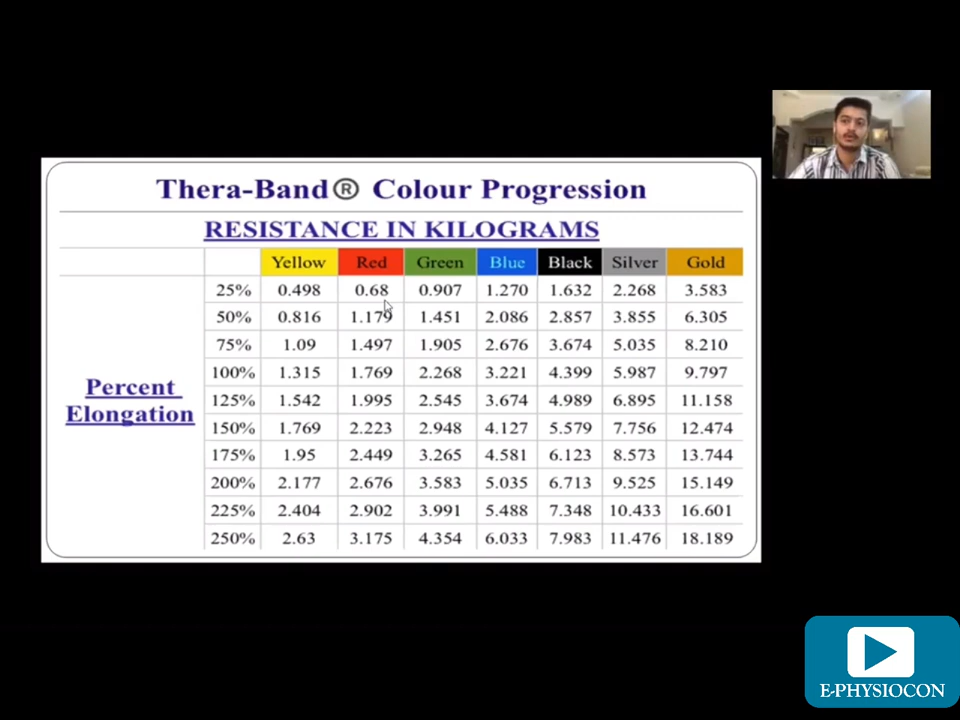 Thera-Band® Colour Progression
RESISTANCE IN KILOGRAMS
Yellow Red Green Blue Black Silver Gold
Percent Elongation
25% 0.498 0.68 0.907 1.270 1.632 2.268 3.583
50% 0.816 1.179 1.451 2.086 2.857 3.855 6.305
75% 1.09 1.497 1.905 2.676 3.674 5.035 8.210
100% 1.315 1.769 2.268 3.221 4.399 5.987 9.797
125% 1.542 1.995 2.545 3.674 4.989 6.895 11.158
150% 1.769 2.223 2.948 4.127 5.579 7.756 12.474
175% 1.95 2.449 3.265 4.581 6.123 8.573 13.744
200% 2.177 2.676 3.583 5.035 6.713 9.525 15.149
225% 2.404 2.902 3.991 5.488 7.348 10.433 16.601
250% 2.63 3.175 4.354 6.033 7.983 11.476 18.189
E-PHYSIOCON